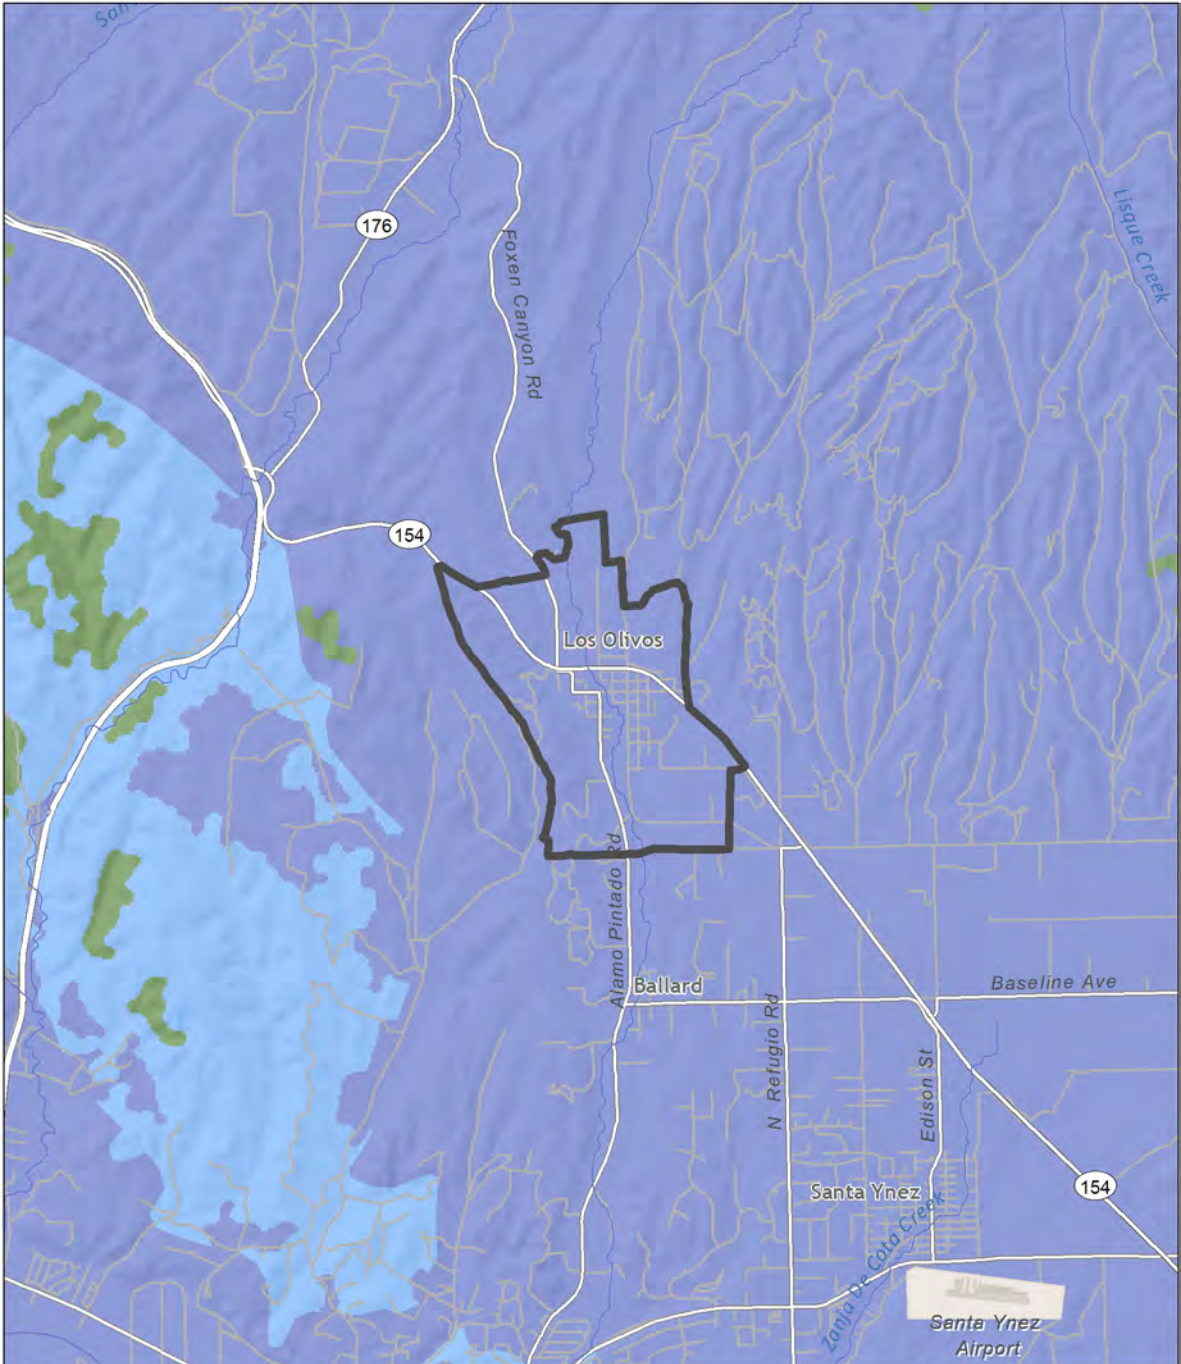 San
176
Lisque Creek
Foxen Canyon Rd
154
Los Olivos
Alamo Pintado Rd
Ballard
Baseline Ave
N Refugio Rd
Edison St
Santa Ynez
154
Zanja De Cota Creek
Santa Ynez
Airport